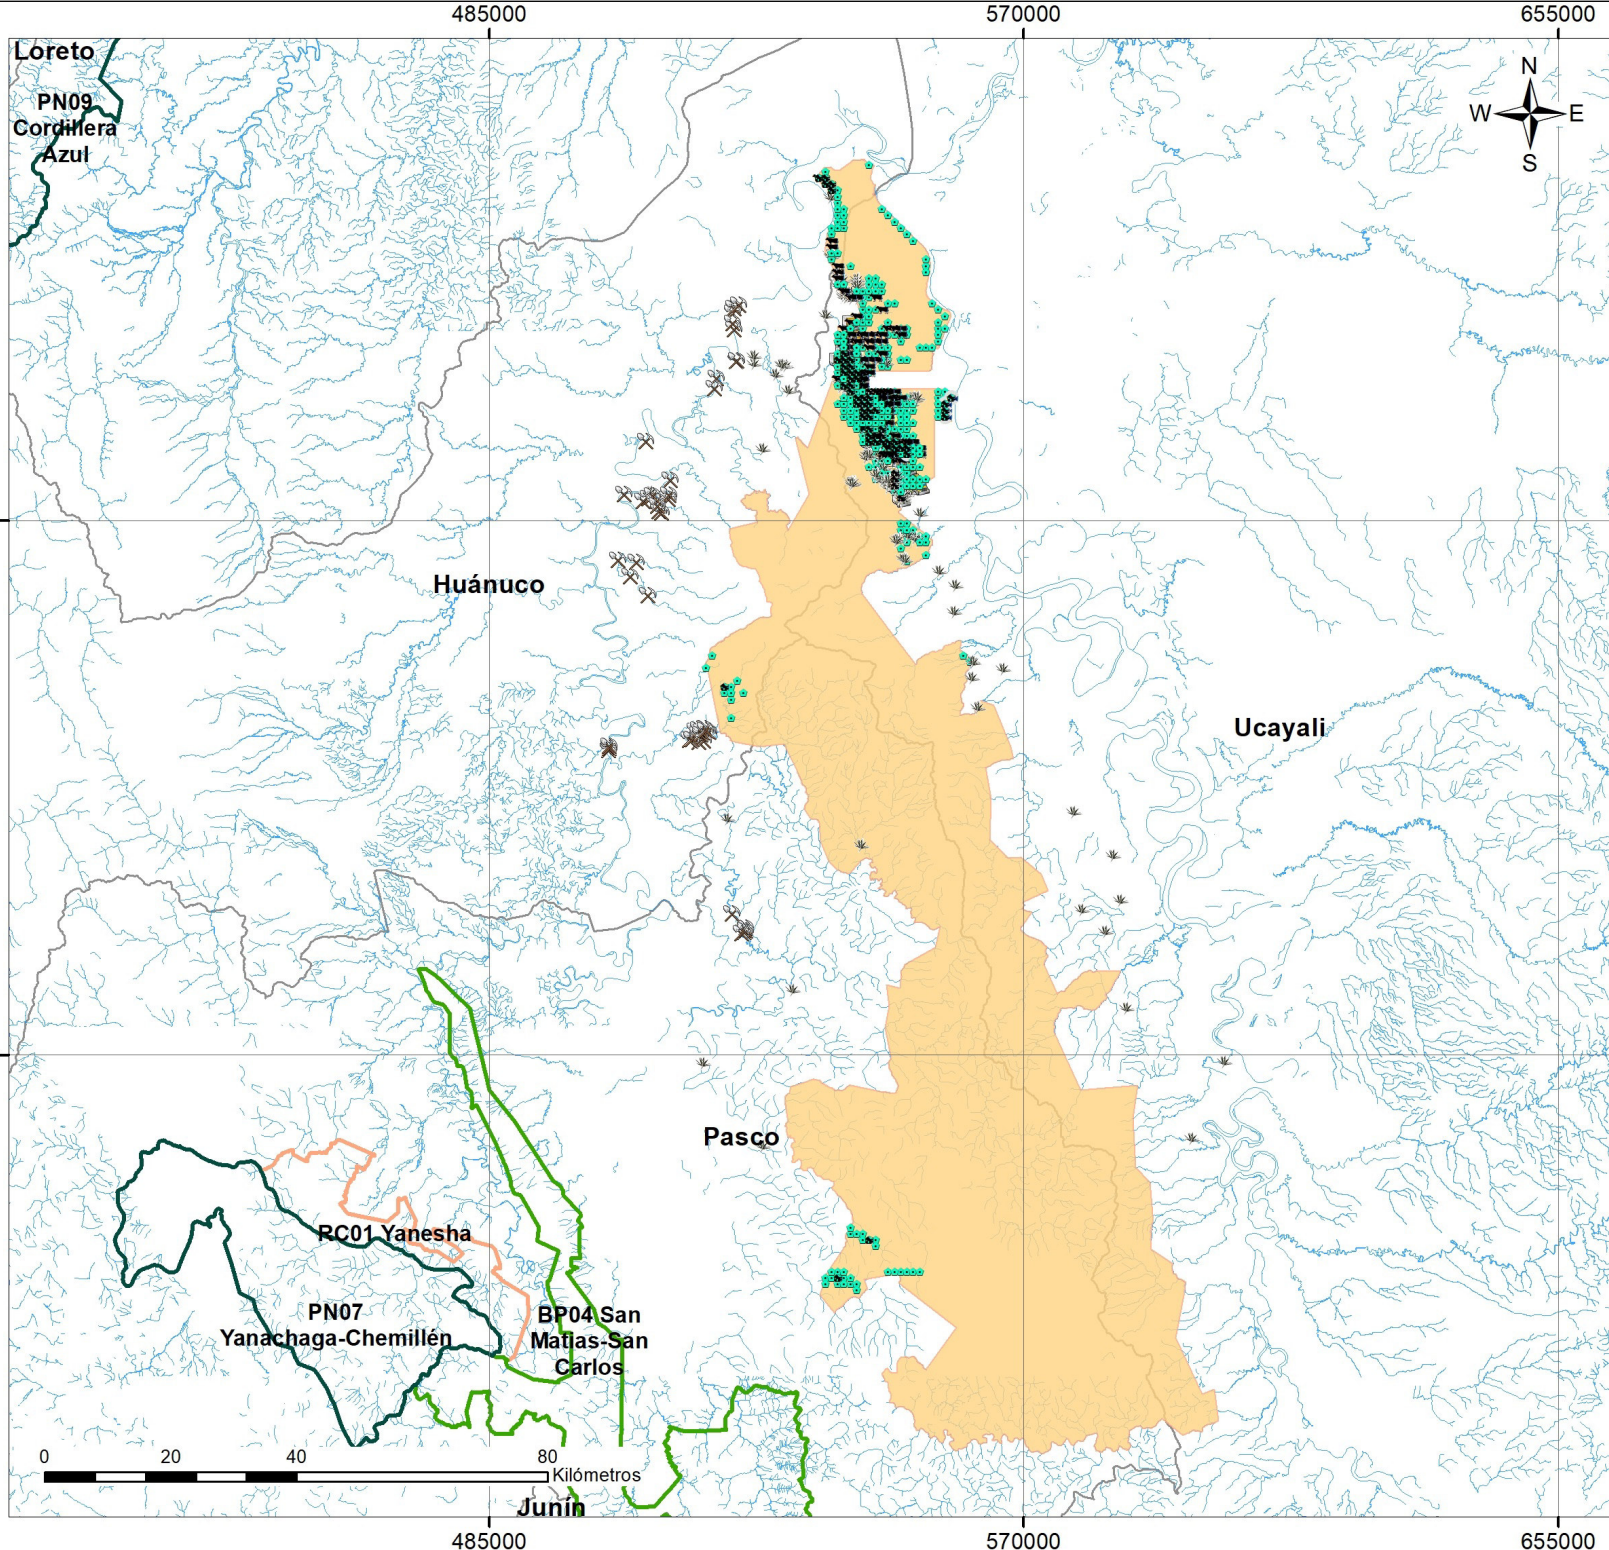 485000
570000
655000
Loreto
PN09
Cordillera
Azul
N
W
E
S
Huánuco
Ucayali
Pasco
RC01 Yanesha
PN07
Yanachaga-Chemillén
BP04 San
Matias-San
Carlos
0
20
40
80
Kilómetros
Junín
485000
570000
655000